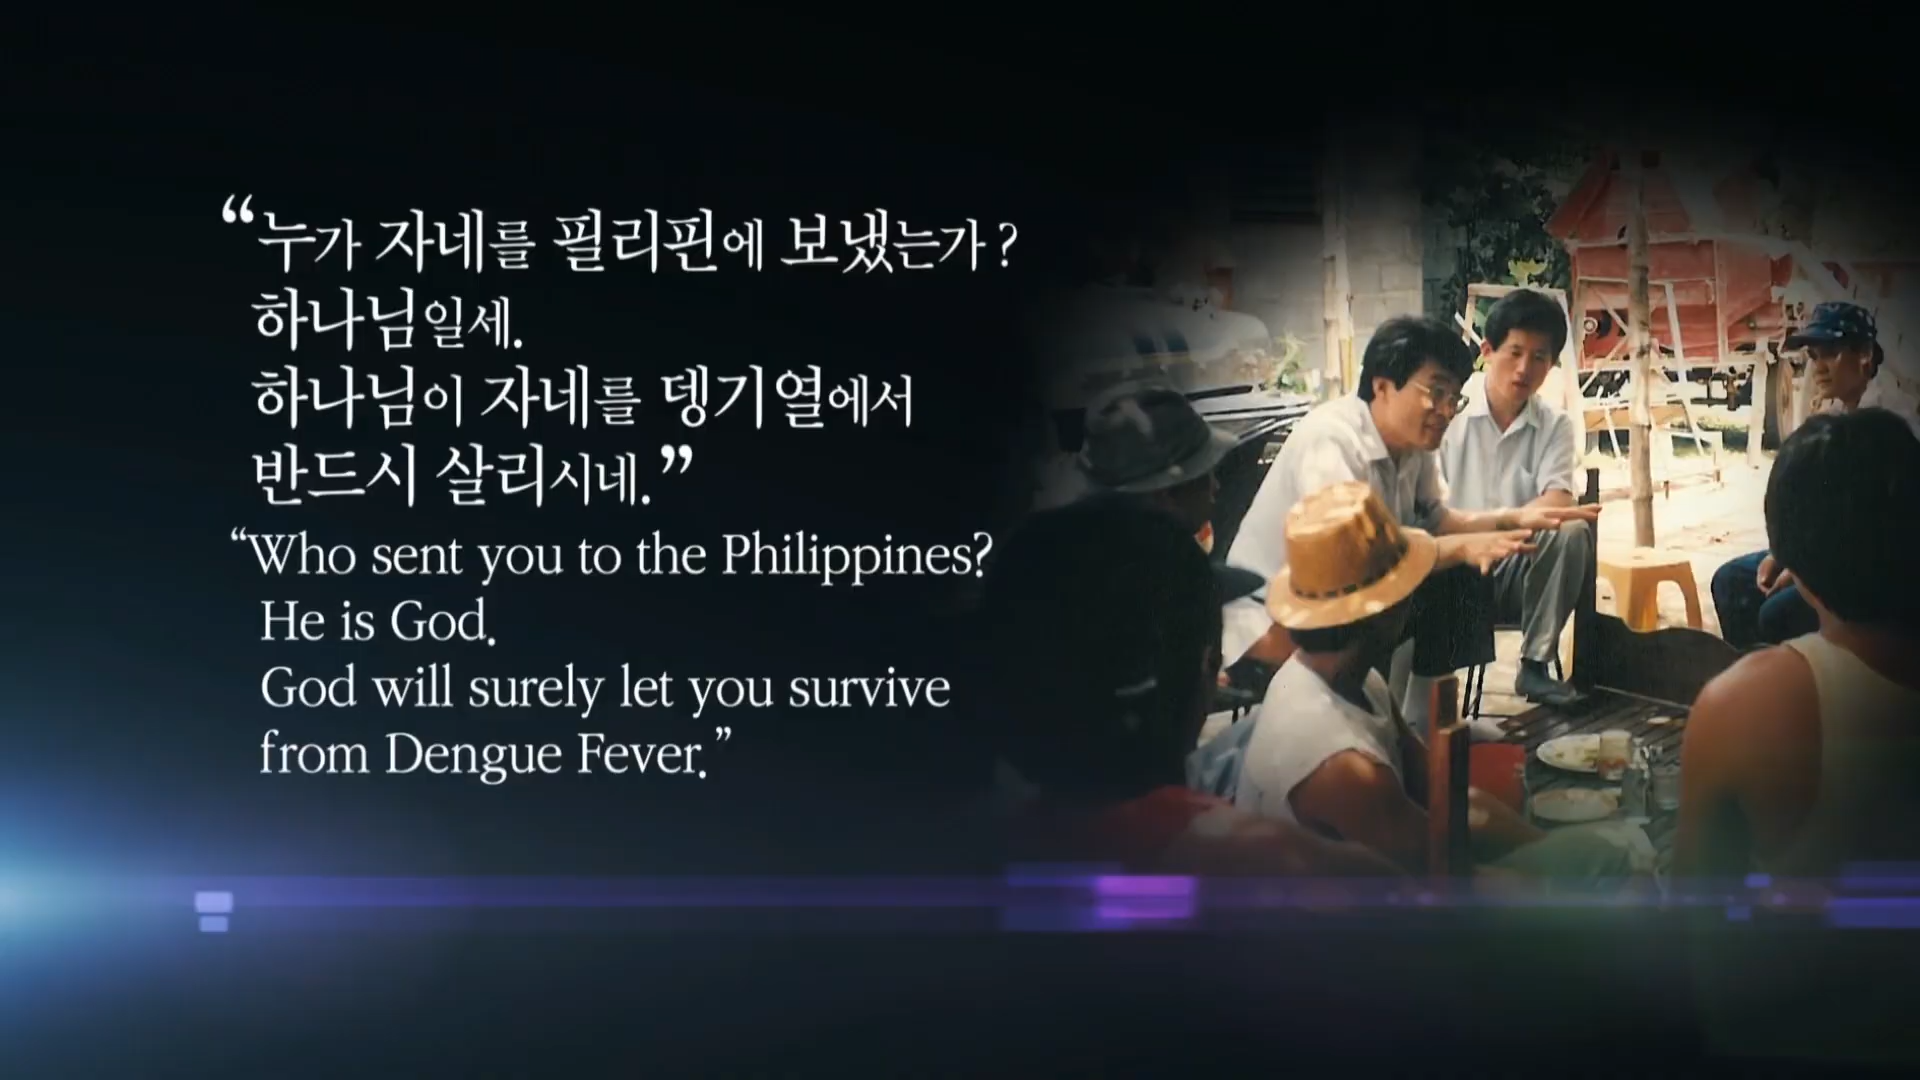 “누가 자네를 필리핀에 보냈는가?
하나님일세.
하나님이 자네를 뎅기열에서
반드시 살리시네.”
“Who sent you to the Philippines?
He is God.
God will surely let you survive
from Dengue Fever.”